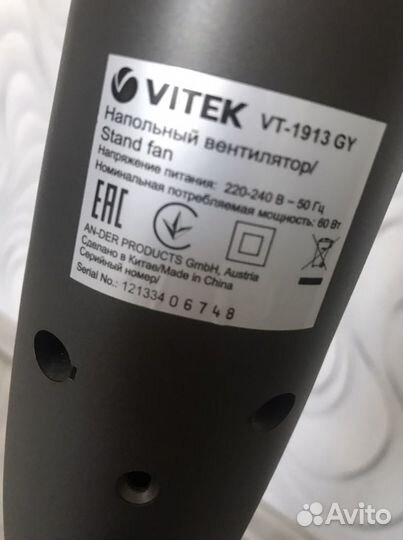 VITEK VT-1913 GY
Напольный вентилятор/
Stand fan
Напряжение питания: 220-240 В ~ 50 Гц
Номинальная потребляемая мощность: 60 Вт
EAC
AN-DER PRODUCTS GmbH, Austria
Сделано в Китае/Made in China
Серийный номер/
Serial No.: 121334 06748
Avito